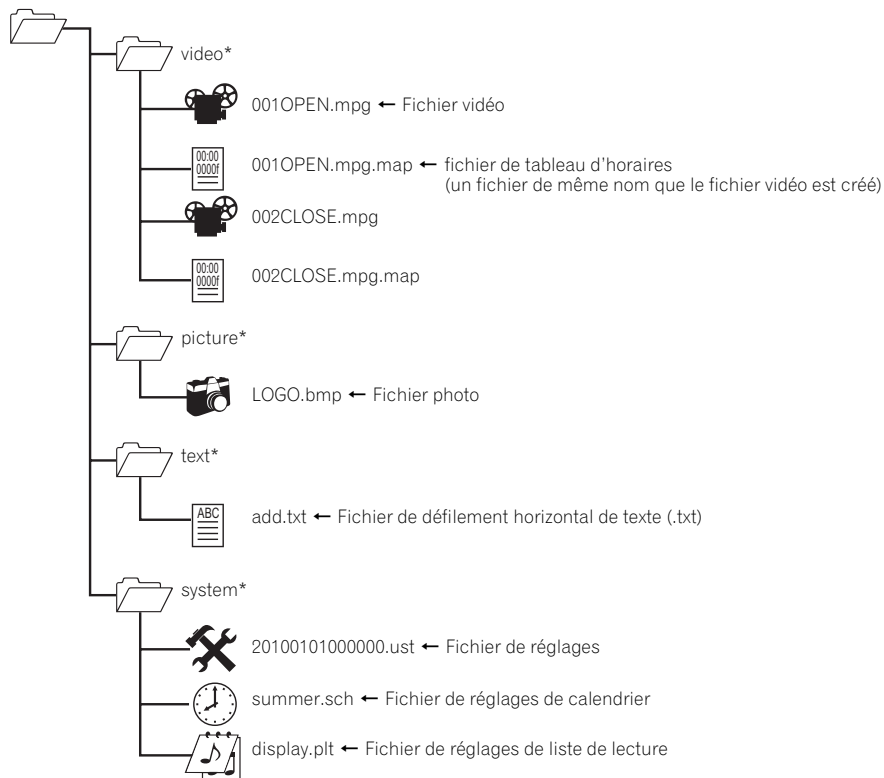 video*
001OPEN.mpg ← Fichier vidéo
00:00
0000f
001OPEN.mpg.map ← fichier de tableau d'horaires
(un fichier de même nom que le fichier vidéo est créé)
002CLOSE.mpg
00:00
0000f
002CLOSE.mpg.map
picture*
LOGO.bmp ← Fichier photo
text*
ABC
add.txt ← Fichier de défilement horizontal de texte (.txt)
system*
20100101000000.ust ← Fichier de réglages
summer.sch ← Fichier de réglages de calendrier
display.plt ← Fichier de réglages de liste de lecture